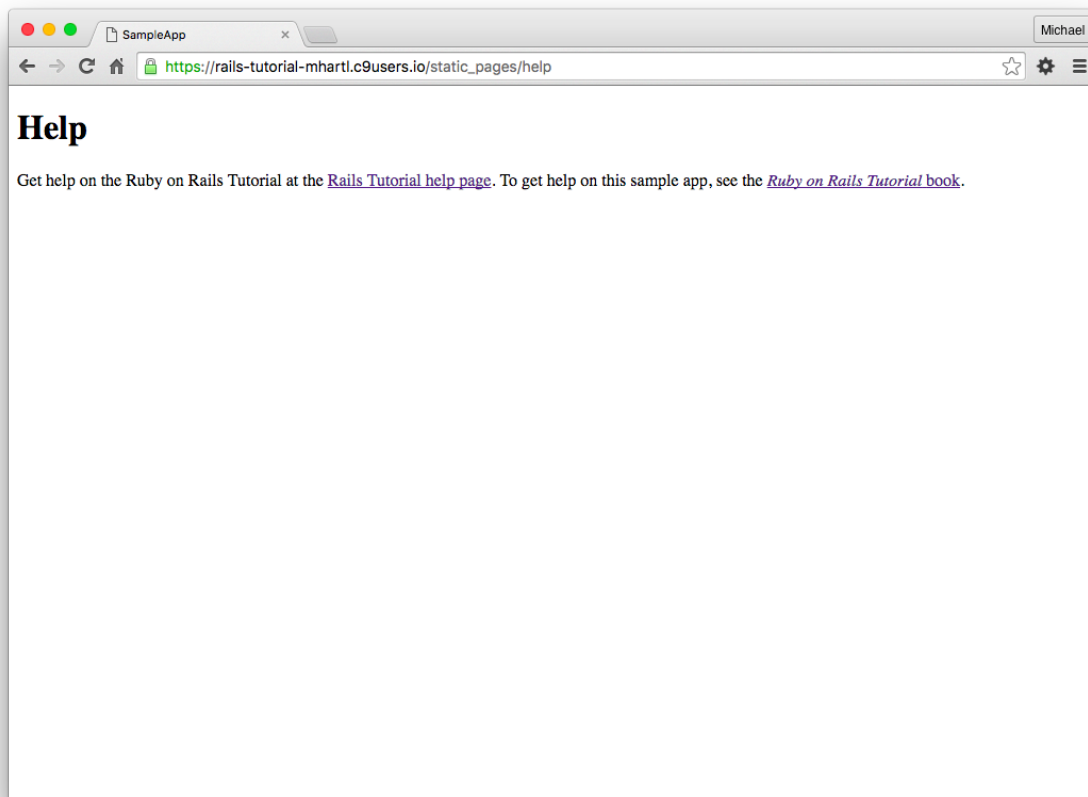 SampleApp
Michael
https://rails-tutorial-mhartl.c9users.io/static_pages/help
Help
Get help on the Ruby on Rails Tutorial at the Rails Tutorial help page. To get help on this sample app, see the Ruby on Rails Tutorial book.